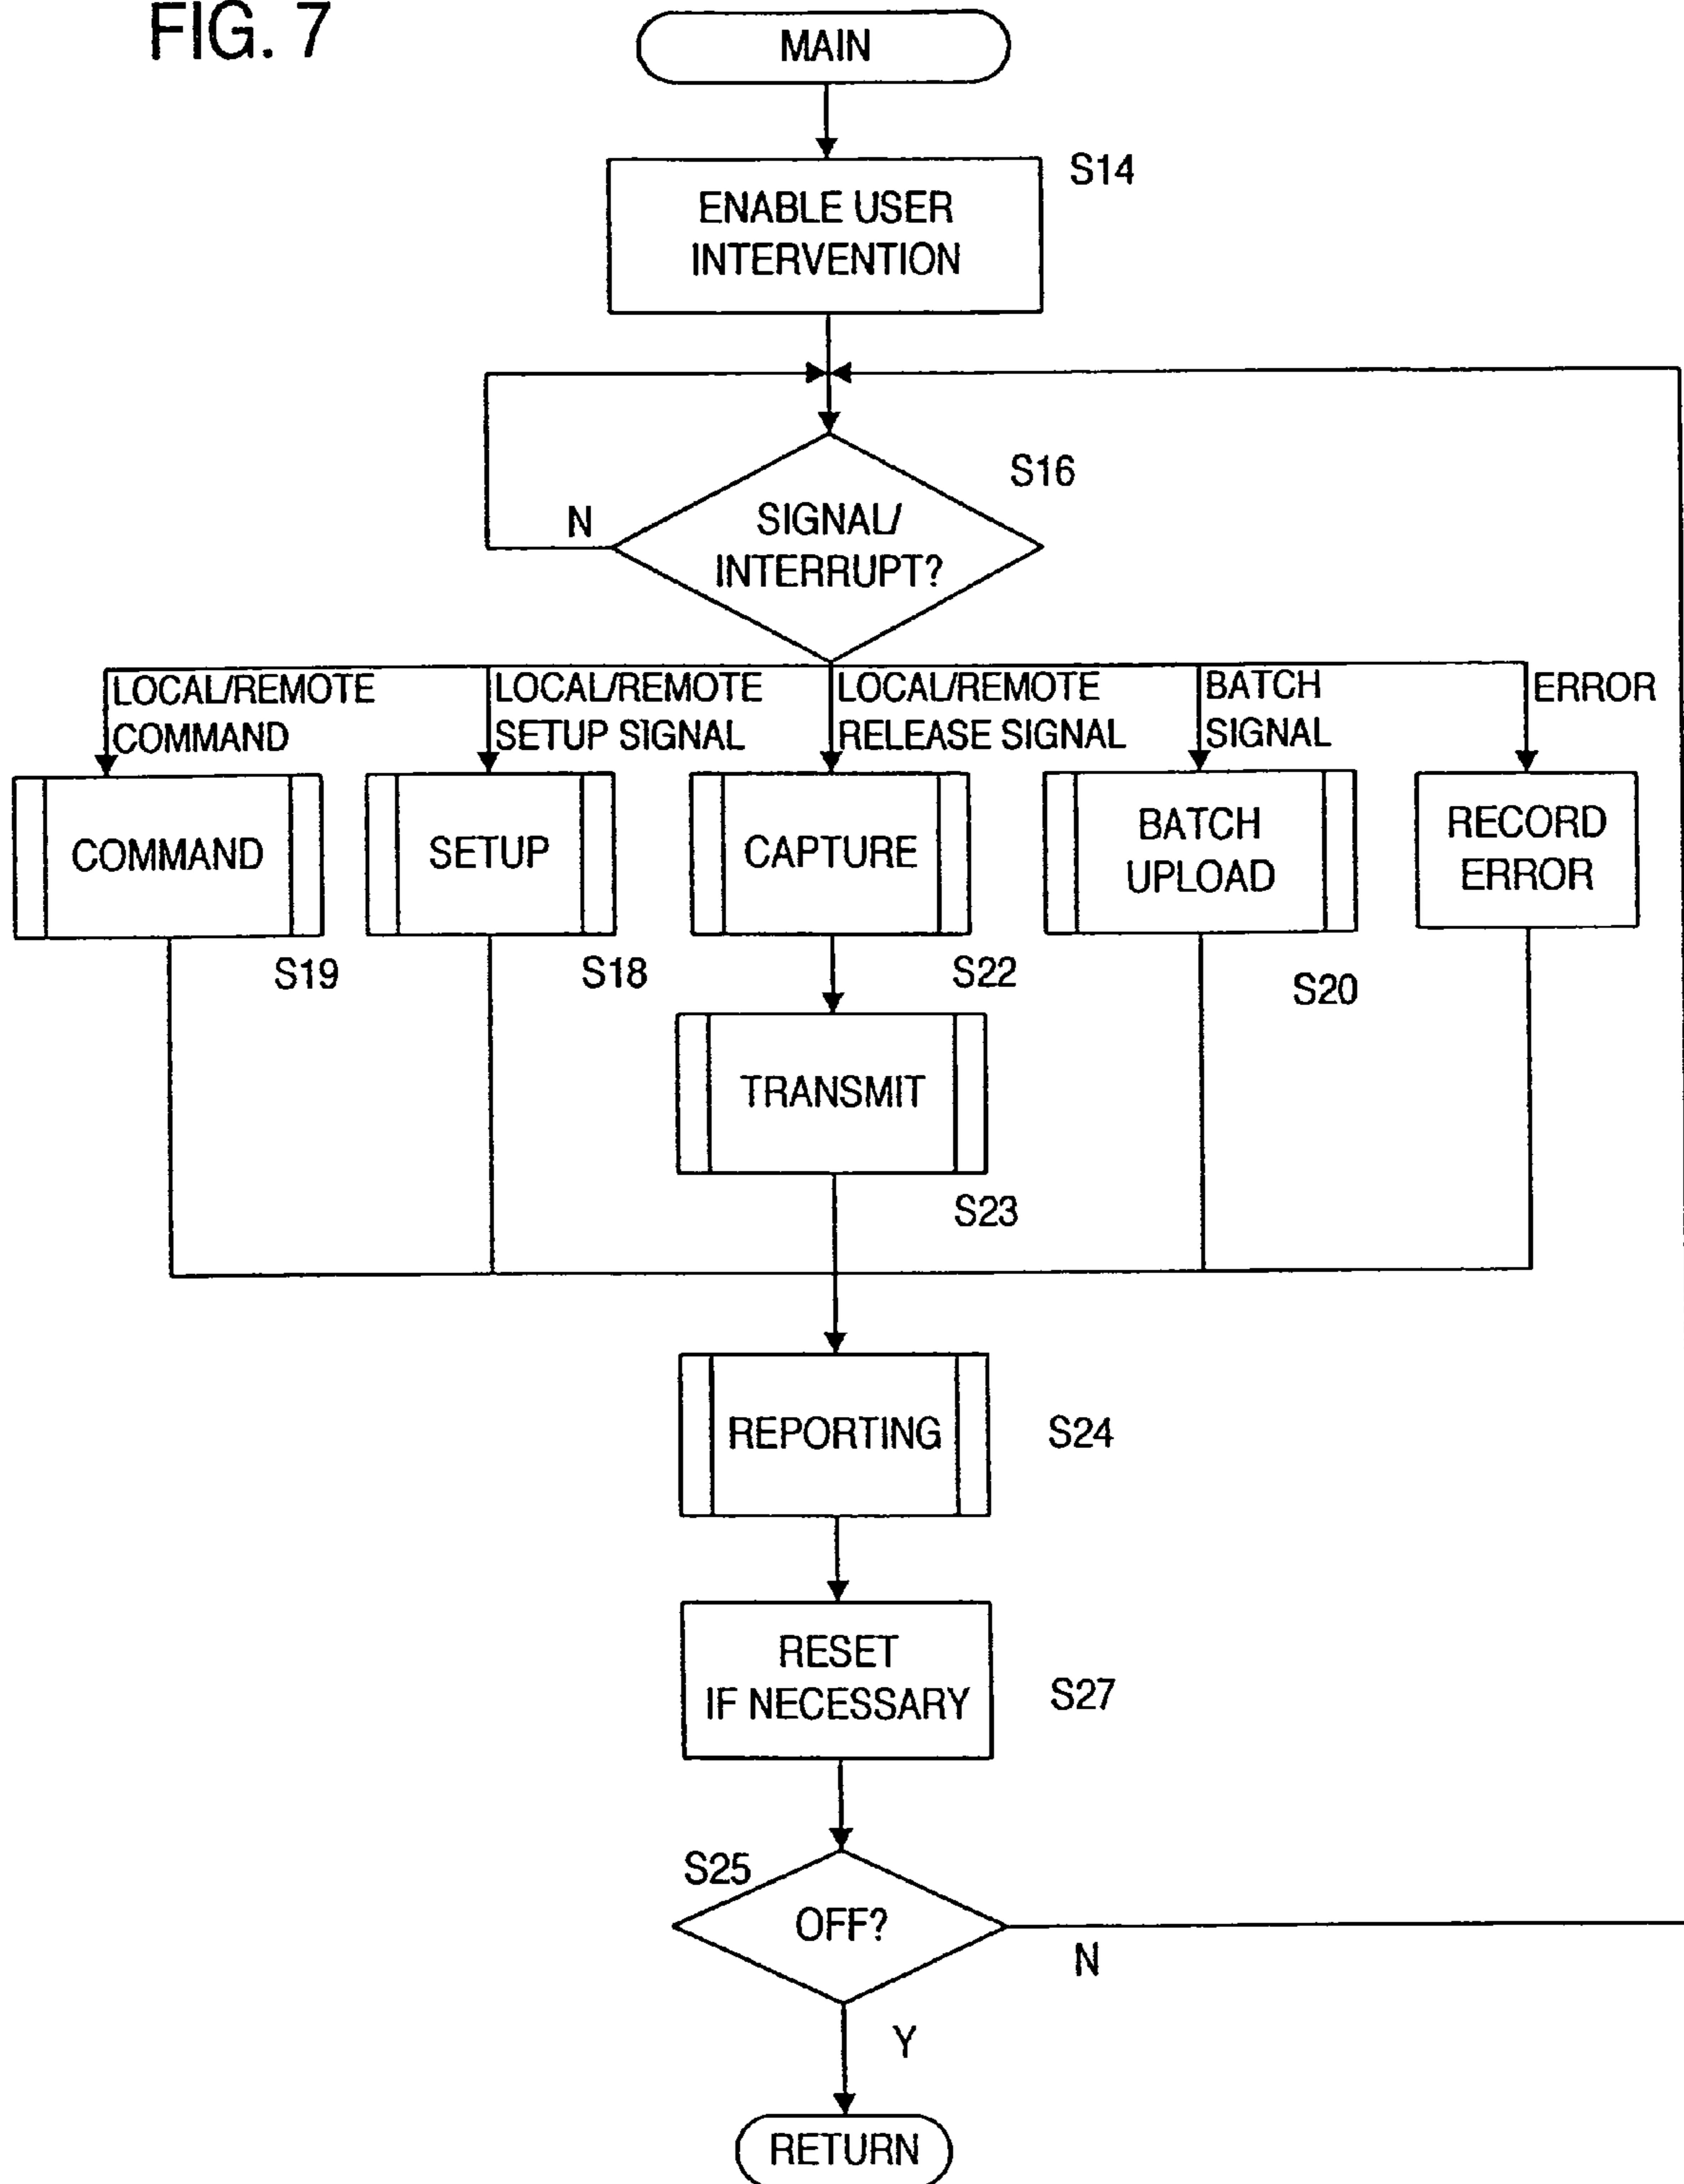 FIG. 7
MAIN
S14
ENABLE USER
INTERVENTION
S16
N
SIGNAL/
INTERRUPT?
LOCAL/REMOTE
COMMAND
LOCAL/REMOTE
SETUP SIGNAL
LOCAL/REMOTE
RELEASE SIGNAL
BATCH
SIGNAL
ERROR
COMMAND
SETUP
CAPTURE
BATCH
UPLOAD
RECORD
ERROR
S19
S18
S22
S20
TRANSMIT
S23
REPORTING
S24
RESET
IF NECESSARY
S27
S25
OFF?
N
Y
RETURN